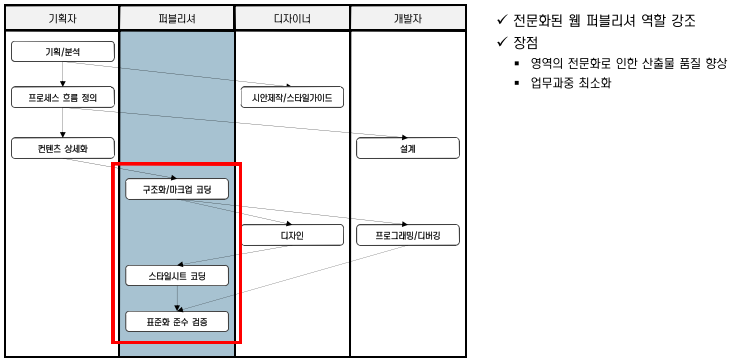 기획자
퍼블리셔
디자이너
개발자
기획/분석
프로세스 흐름 정의
시안제작/스타일가이드
컨텐츠 상세화
설계
구조화/마크업 코딩
디자인
프로그래밍/디버깅
스타일시트 코딩
표준화 준수 검증
✓ 전문화된 웹 퍼블리셔 역할 강조
✓ 장점
▪ 영역의 전문화로 인한 산출물 품질 향상
▪ 업무과중 최소화